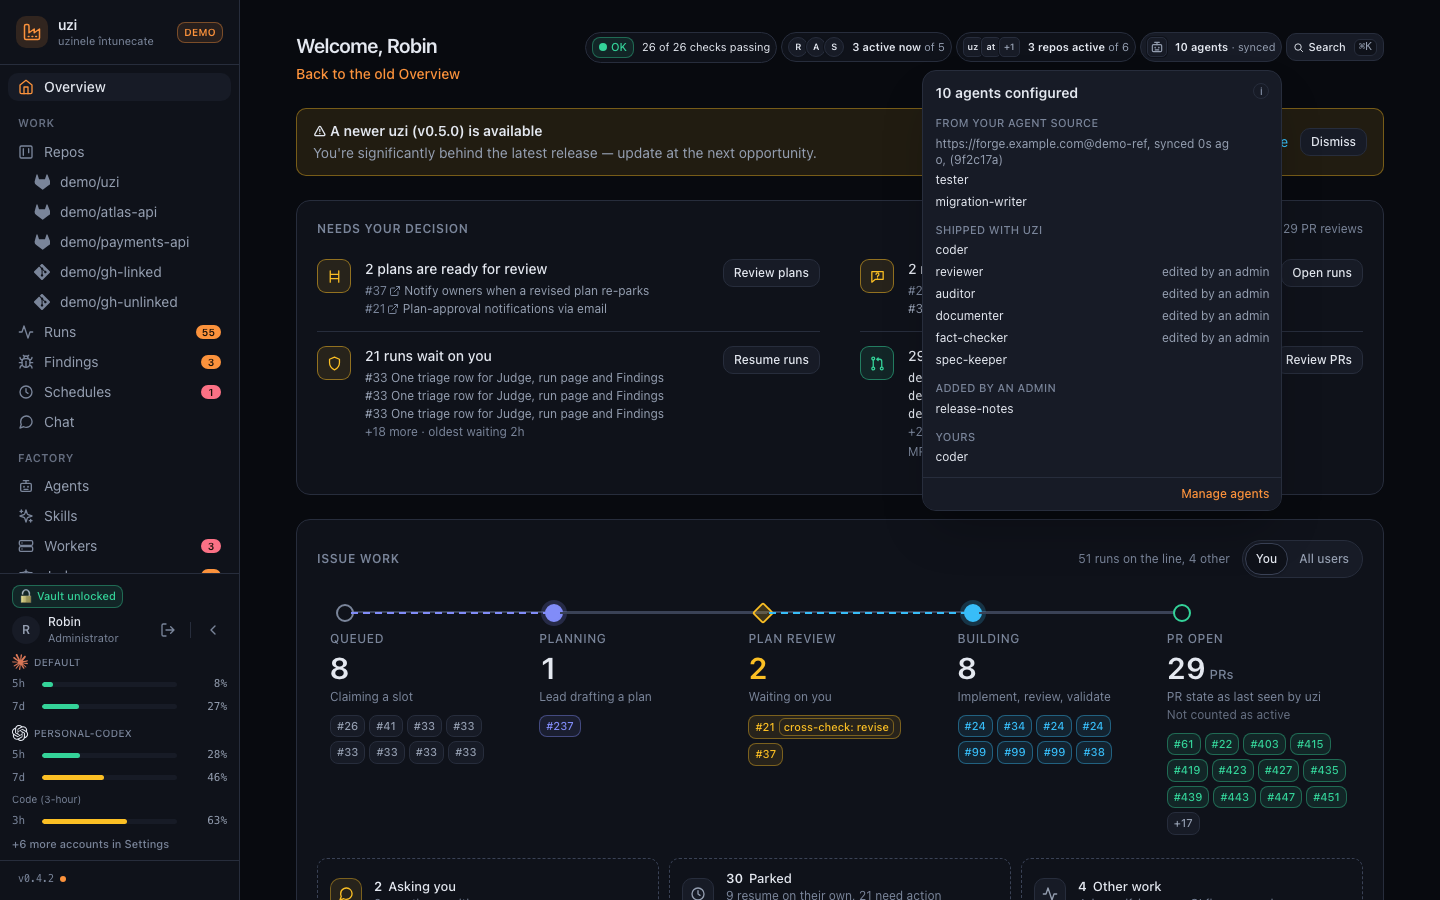 uzi
uzinele întunecate
DEMO
Overview
WORK
Repos
demo/uzi
demo/atlas-api
demo/payments-api
demo/gh-linked
demo/gh-unlinked
Runs 55
Findings 3
Schedules 1
Chat
FACTORY
Agents
Skills
Workers 3
Vault unlocked
R
Robin
Administrator
DEFAULT
5h 8%
7d 27%
PERSONAL-CODEX
5h 28%
7d 46%
Code (3-hour)
3h 63%
+6 more accounts in Settings
v0.4.2
Welcome, Robin
Back to the old Overview
OK 26 of 26 checks passing
R A S 3 active now of 5
uz at +1 3 repos active of 6
10 agents · synced
Search ⌘K
A newer uzi (v0.5.0) is available
You're significantly behind the latest release — update at the next opportunity.
e
Dismiss
10 agents configured
i
FROM YOUR AGENT SOURCE
https://forge.example.com@demo-ref, synced 0s ag
o, (9f2c17a)
tester
migration-writer
SHIPPED WITH UZI
coder
reviewer edited by an admin
auditor edited by an admin
documenter edited by an admin
fact-checker edited by an admin
spec-keeper
ADDED BY AN ADMIN
release-notes
YOURS
coder
Manage agents
NEEDS YOUR DECISION
29 PR reviews
2 plans are ready for review
#37 Notify owners when a revised plan re-parks
#21 Plan-approval notifications via email
Review plans
Open runs
21 runs wait on you
#33 One triage row for Judge, run page and Findings
#33 One triage row for Judge, run page and Findings
#33 One triage row for Judge, run page and Findings
+18 more · oldest waiting 2h
Resume runs
29
de
de
de
+2
Review PRs
ISSUE WORK
51 runs on the line, 4 other
You All users
QUEUED
8
Claiming a slot
#26 #41 #33 #33
#33 #33 #33 #33
PLANNING
1
Lead drafting a plan
#237
PLAN REVIEW
2
Waiting on you
#21 cross-check: revise
#37
BUILDING
8
Implement, review, validate
#24 #34 #24 #24
#99 #99 #99 #38
PR OPEN
29 PRs
PR state as last seen by uzi
Not counted as active
#61 #22 #403 #415
#419 #423 #427 #435
#439 #443 #447 #451
+17
2 Asking you
30 Parked
9 resume on their own, 21 need action
4 Other work